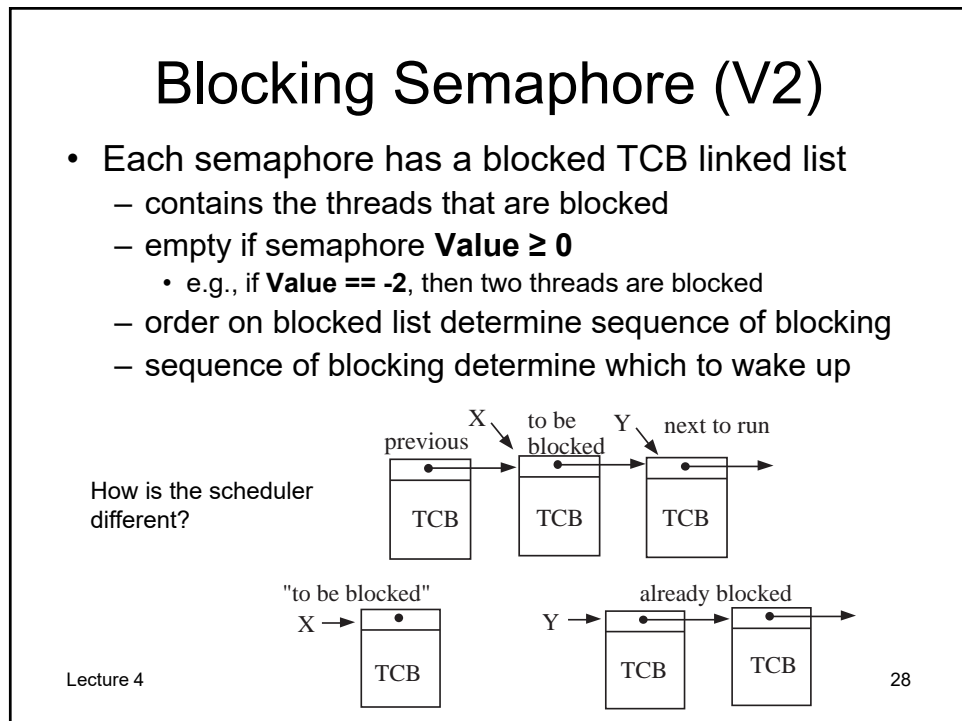 Blocking Semaphore (V2)
• Each semaphore has a blocked TCB linked list
– contains the threads that are blocked
– empty if semaphore Value ≥ 0
• e.g., if Value == -2, then two threads are blocked
– order on blocked list determine sequence of blocking
– sequence of blocking determine which to wake up
How is the scheduler
different?
previous
X
to be
blocked
Y
next to run
TCB
TCB
TCB
"to be blocked"
X
TCB
already blocked
Y
TCB
TCB
Lecture 4
28